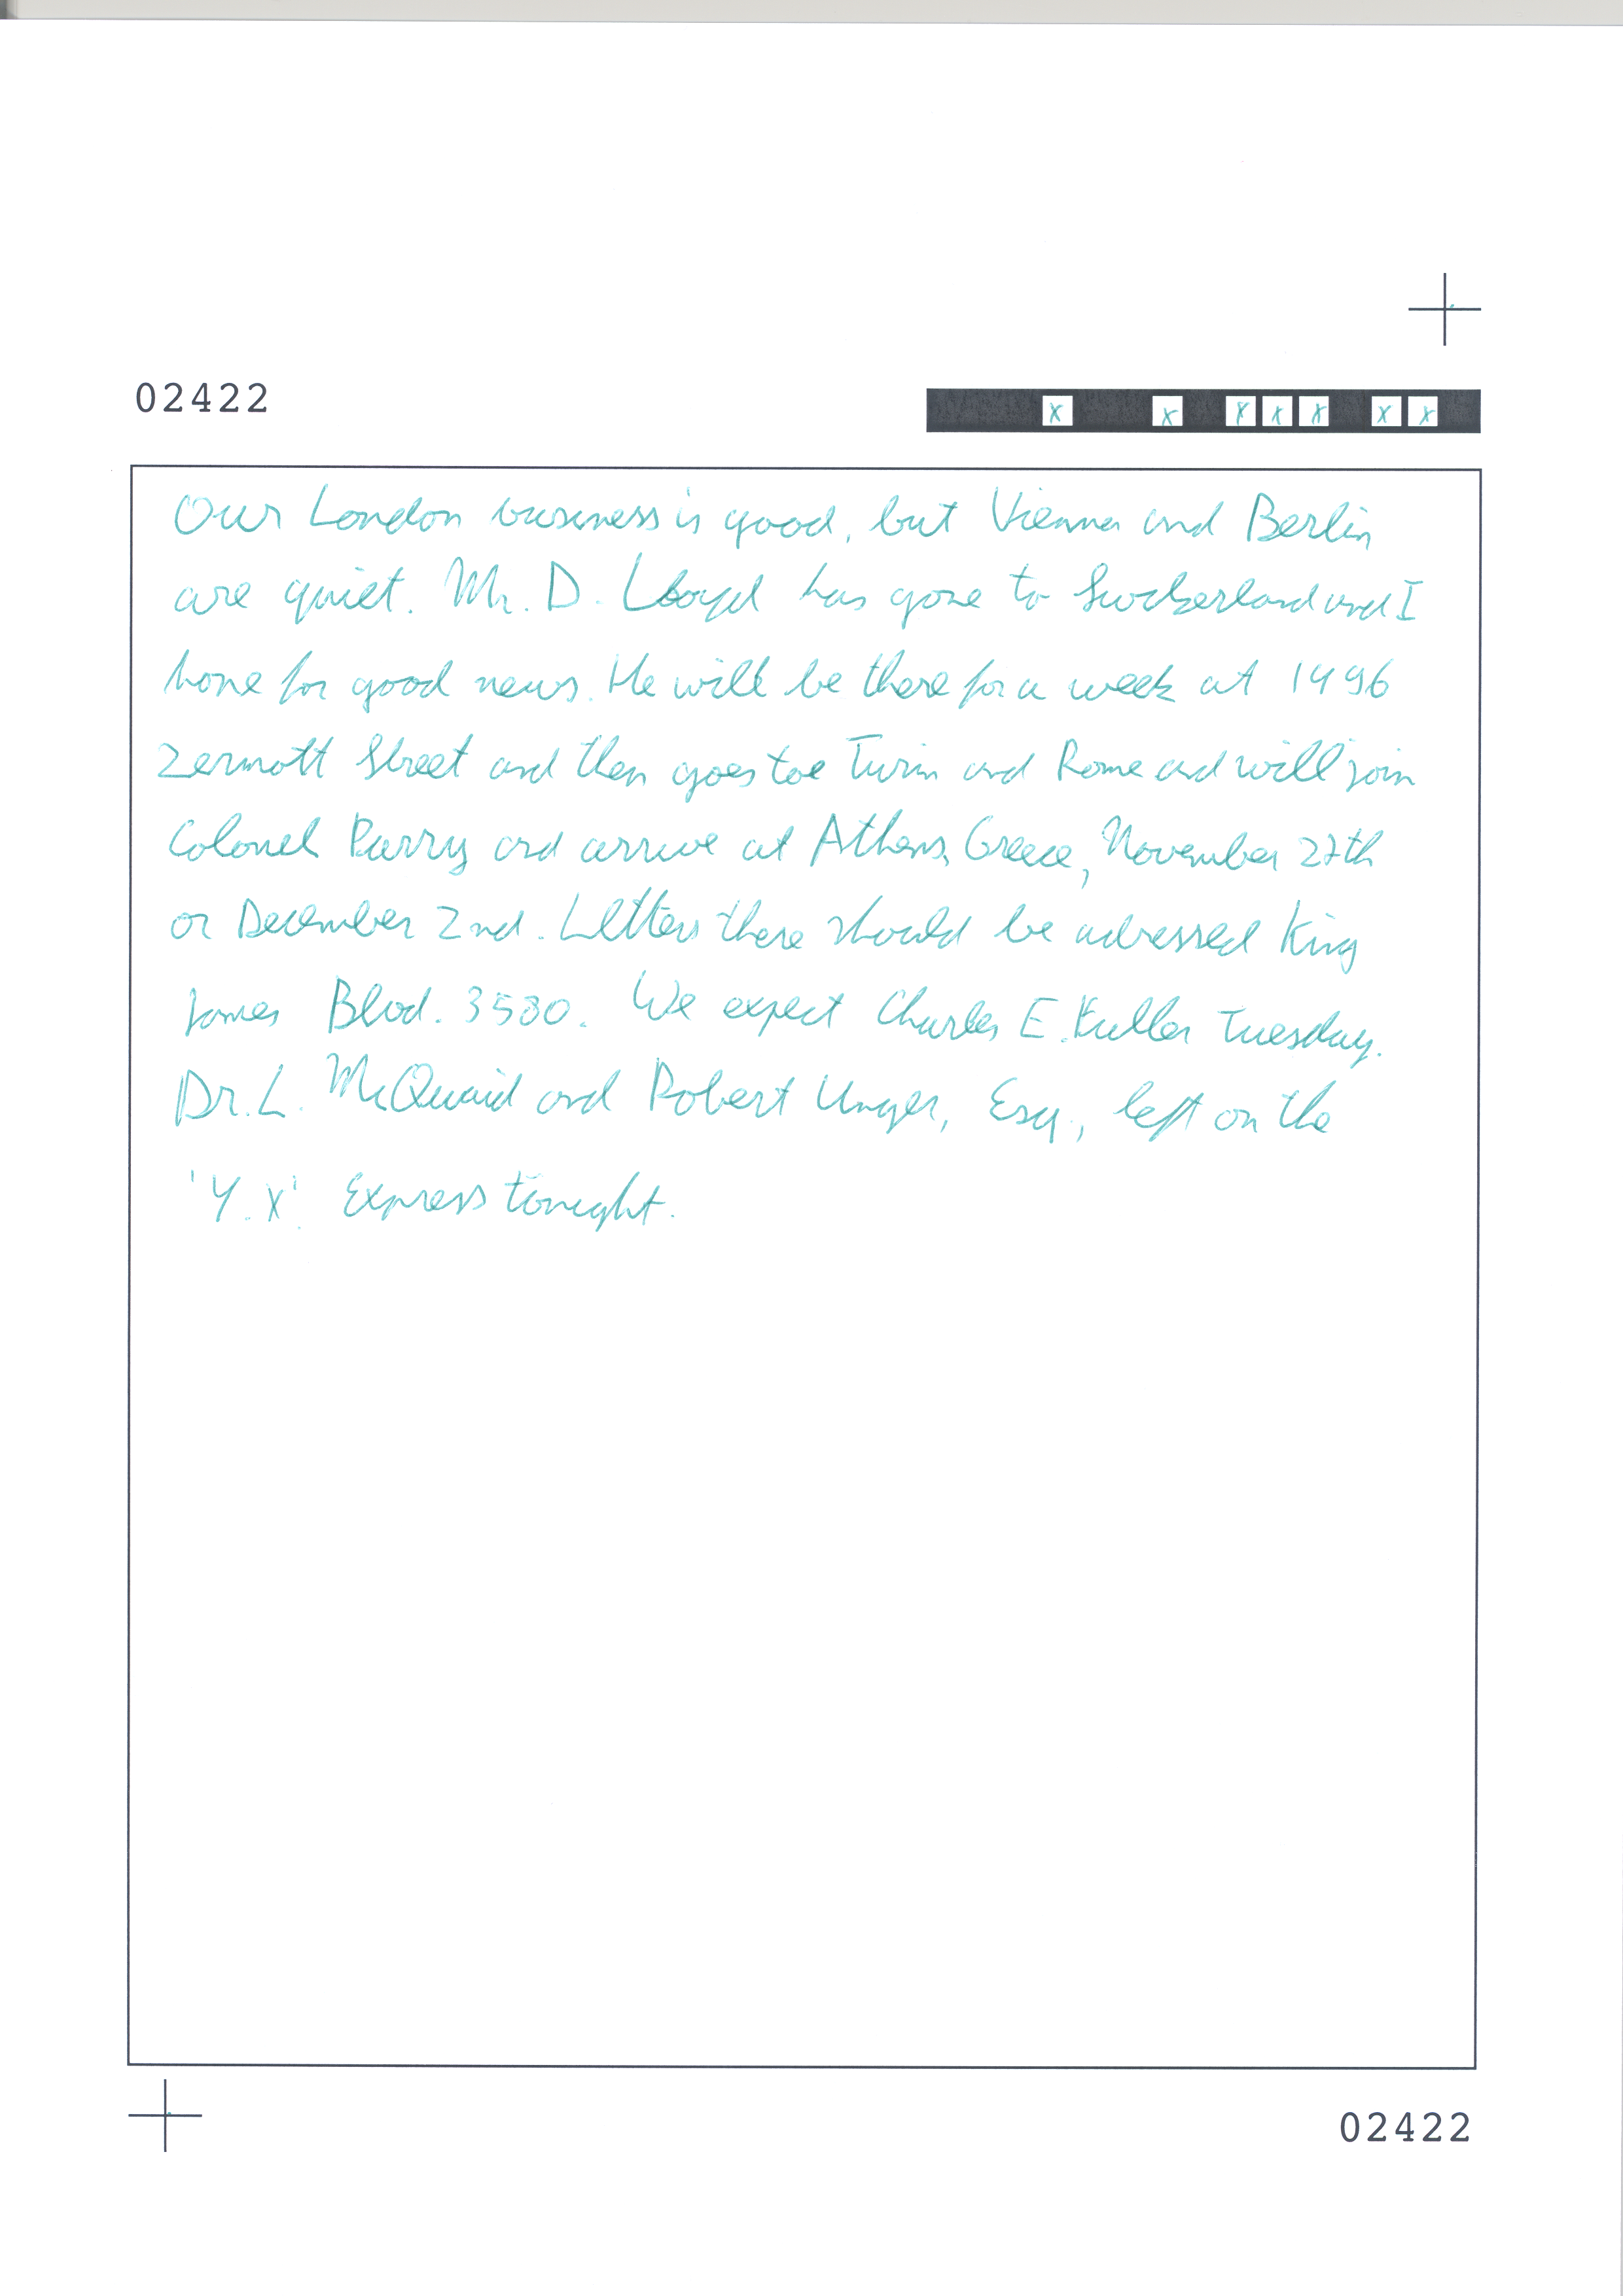 02422
Our London business is good, but Vienna and Berlin
are quiet. Mr. D. Lloyd has gone to Switzerland and I
hone for good news. He will be there for a week at 1496
Zermott Street and then goes toe Turin and Rome and will join
Colonel Parry and arrive at Athens, Greece, November 27th
or December 2nd. Letters there should be adressed King
James Blvd. 3580. We expect Charles E. Fuller Tuesday.
Dr. L. McQuaid and Robert Unger, Esq., left on the
'Y.X.' Express tonight.
02422